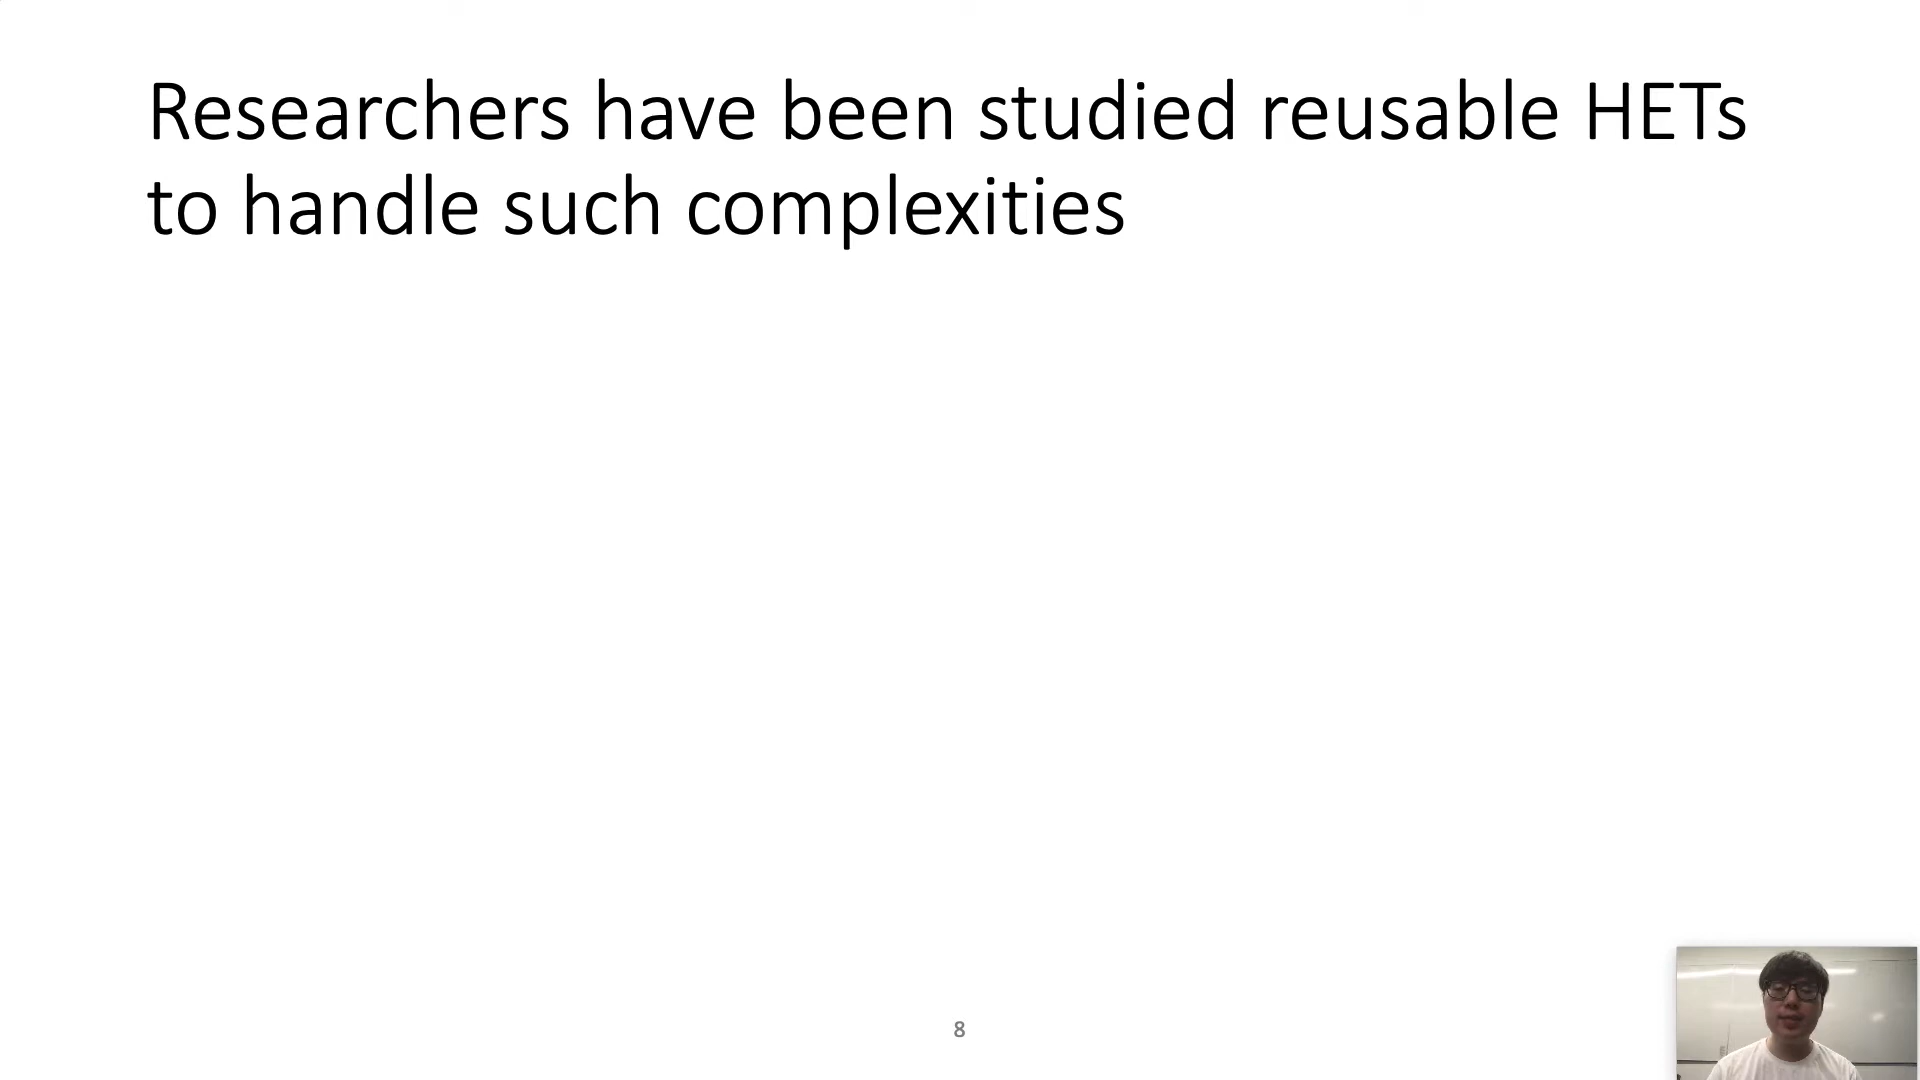 Researchers have been studied reusable HETs
to handle such complexities
8